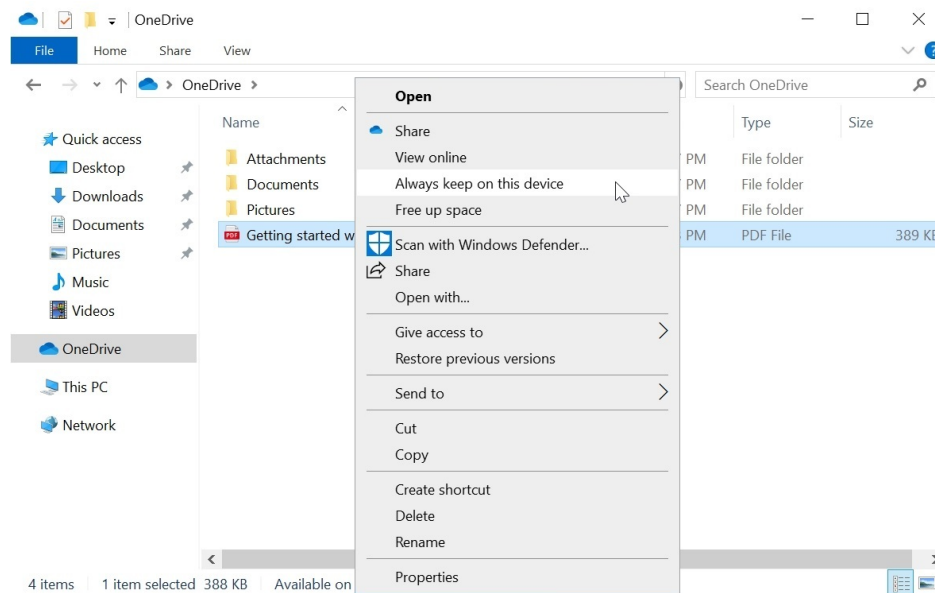 OneDrive
File Home Share View
OneDrive
Search OneDrive
Name Type Size
Quick access
Desktop
Downloads
Documents
Pictures
Music
Videos
OneDrive
This PC
Network
Attachments PM File folder
Documents PM File folder
Pictures PM File folder
PDF Getting started w PM PDF File 389 KB
Open
Share
View online
Always keep on this device
Free up space
Scan with Windows Defender...
Share
Open with...
Give access to
Restore previous versions
Send to
Cut
Copy
Create shortcut
Delete
Rename
Properties
4 items 1 item selected 388 KB Available on